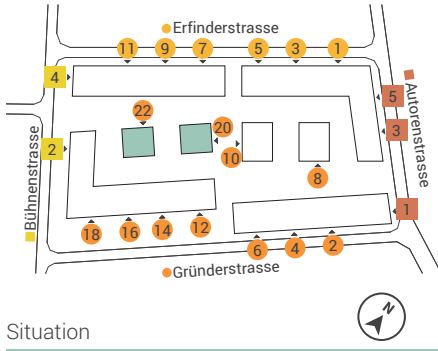 Erfinderstrasse
11 9 7 5 3 1
4
5
Autorenstrasse
22
20
3
2
10
8
Bühnenstrasse
18 16 14 12
1
6 4 2
Gründerstrasse
N
Situation